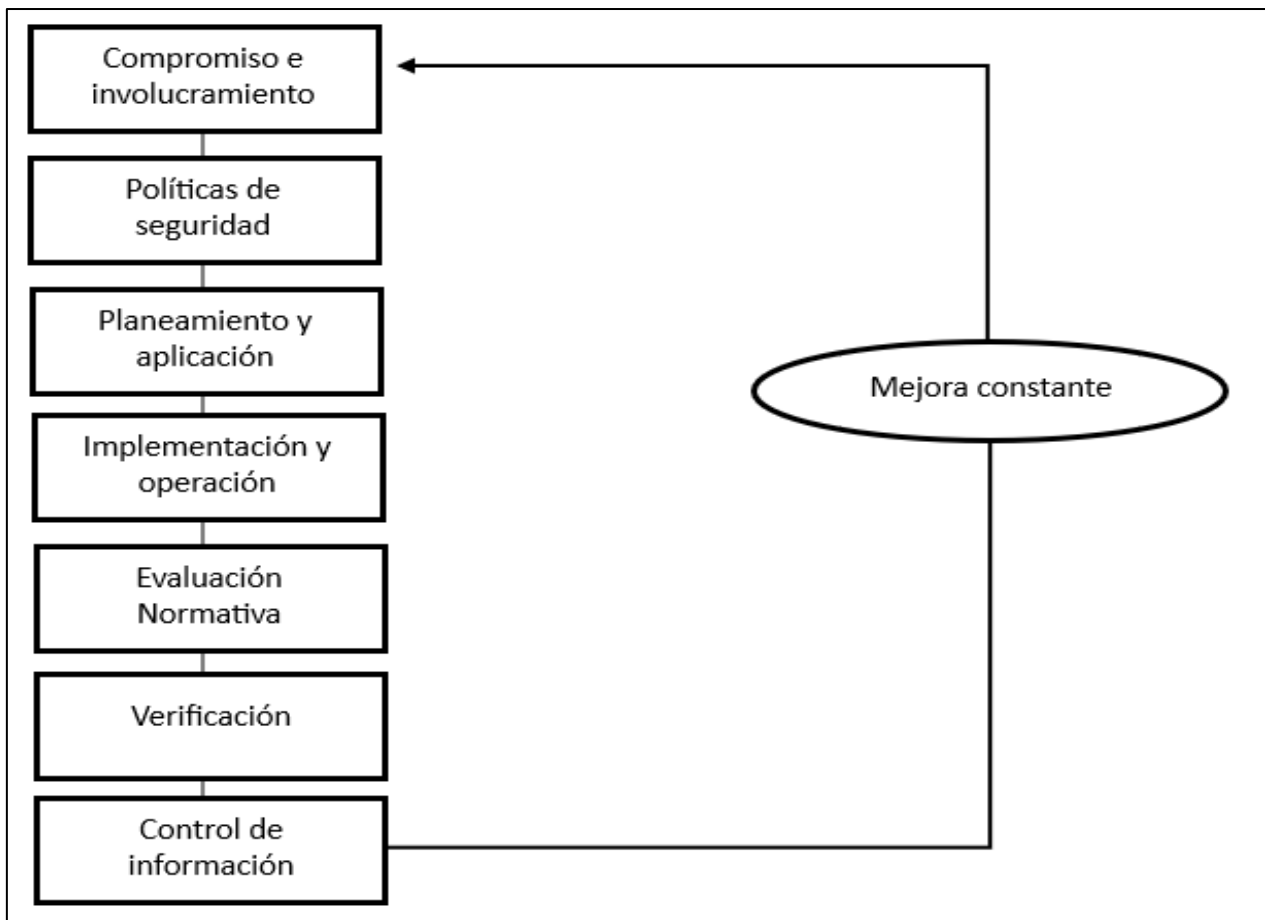 Compromiso e
involucramiento
Políticas de
seguridad
Planeamiento y
aplicación
Implementación y
operación
Evaluación
Normativa
Verificación
Control de
información
Mejora constante